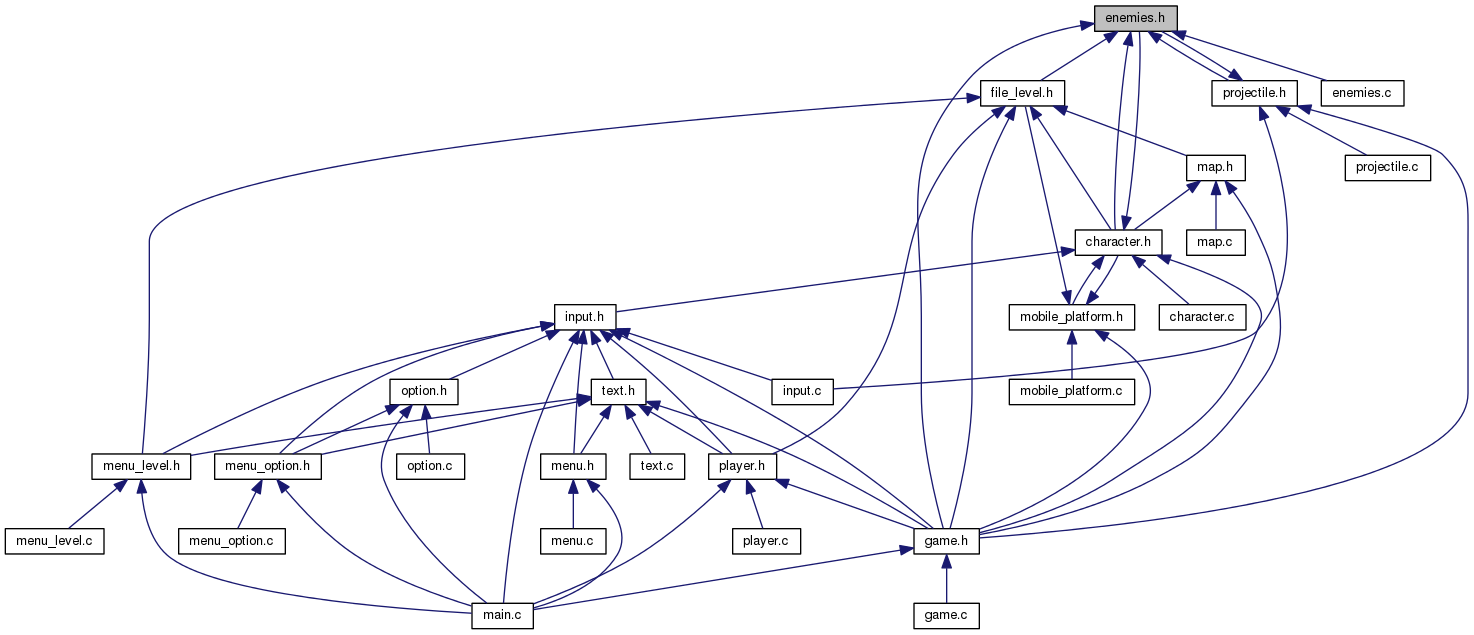 enemies.h
file_level.h
projectile.h
enemies.c
map.h
projectile.c
character.h
map.c
input.h
mobile_platform.h
character.c
option.h
text.h
input.c
mobile_platform.c
menu_level.h
menu_option.h
option.c
menu.h
text.c
player.h
menu_level.c
menu_option.c
menu.c
player.c
game.h
main.c
game.c